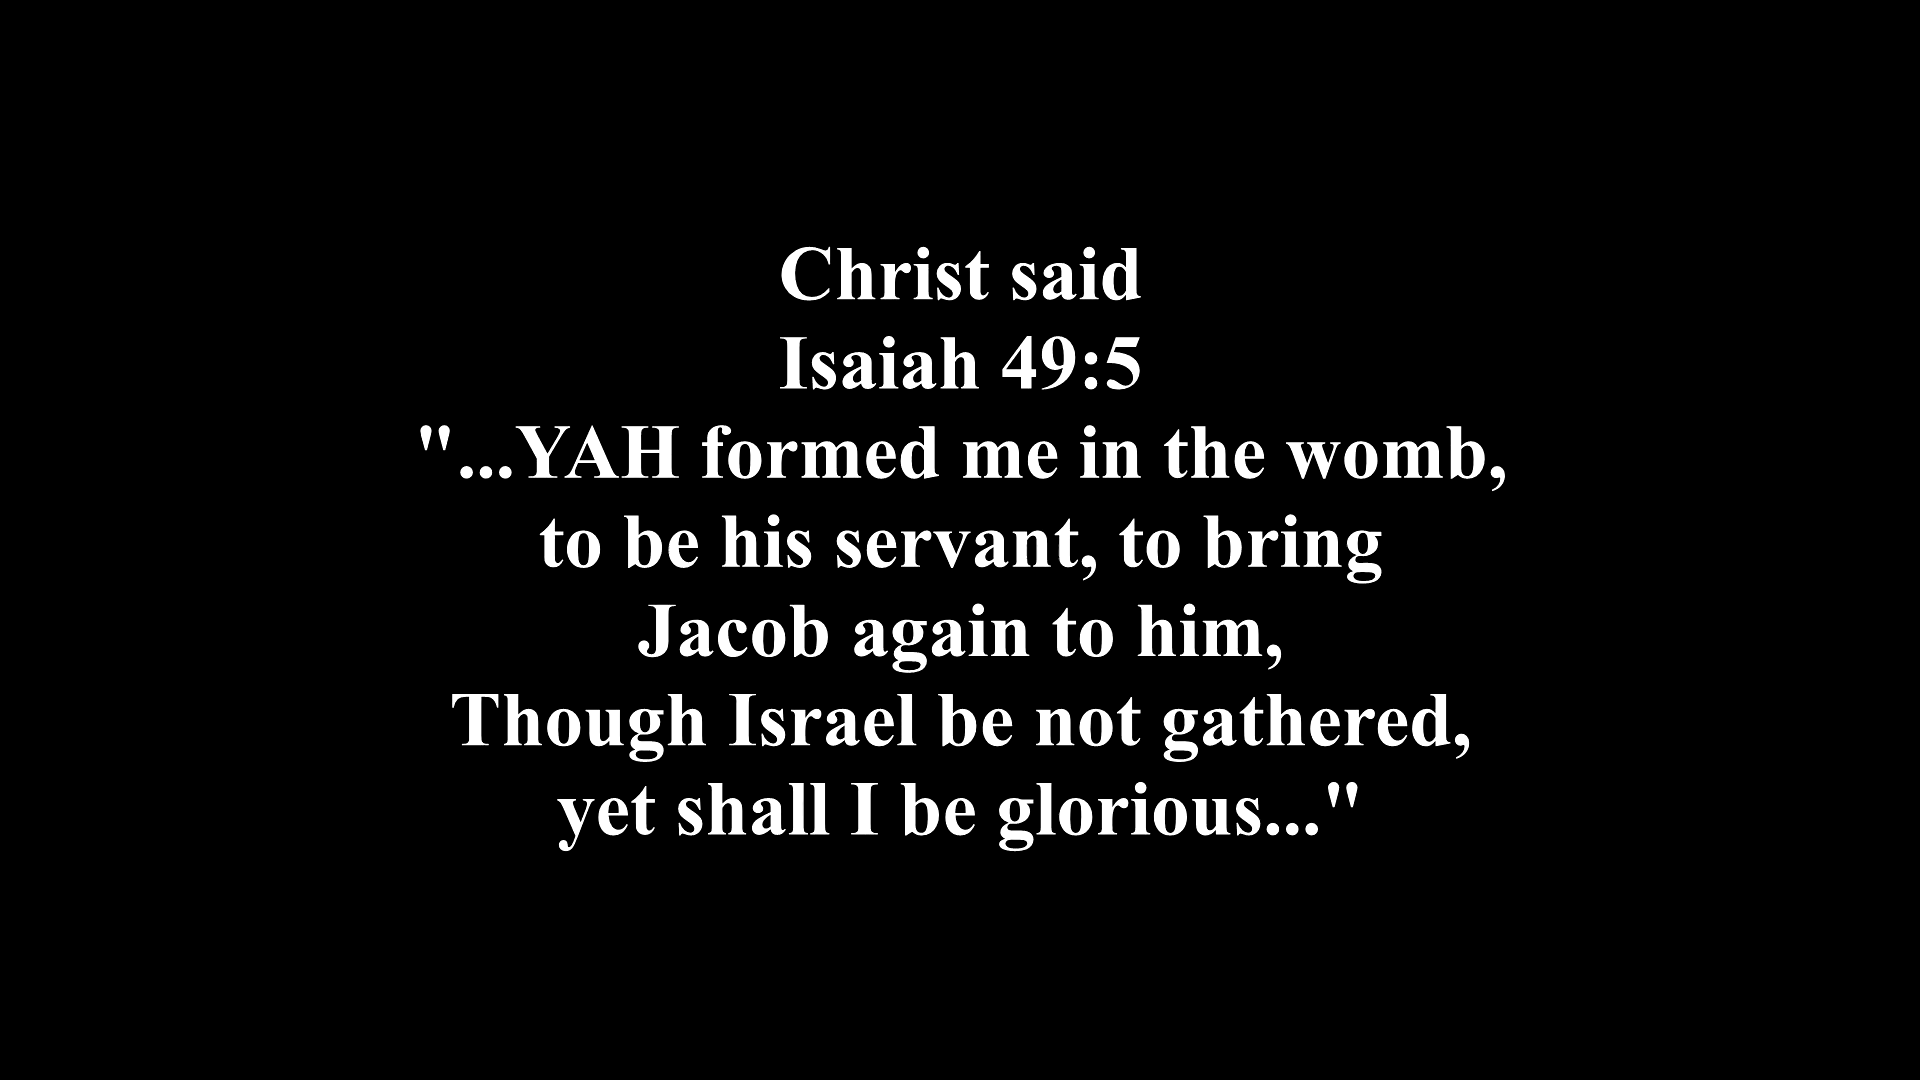 Christ said
Isaiah 49:5
"...YAH formed me in the womb,
to be his servant, to bring
Jacob again to him,
Though Israel be not gathered,
yet shall I be glorious..."